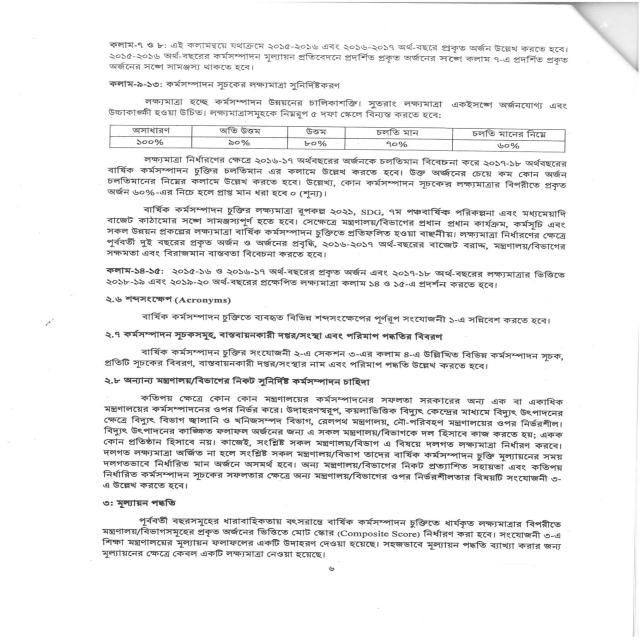 কলাম-৭ ও ৮: এই কলামদ্বয়ে যথাক্রমে ২০১৫-২০১৬ এবং ২০১৬-২০১৭ অর্থ-বছরে প্রকৃত অর্জন উল্লেখ করতে হবে।
২০১৫-২০১৬ অর্থ-বছরের কর্মসম্পাদন মূল্যায়ন প্রতিবেদনে প্রদর্শিত প্রকৃত অর্জনের সঙ্গে কলাম ৭-এ প্রদর্শিত প্রকৃত
অর্জনের সঙ্গে সামঞ্জস্য থাকতে হবে।
কলাম-৯-১৩: কর্মসম্পাদন সূচকের লক্ষ্যমাত্রা সুনির্দিষ্টকরণ
লক্ষ্যমাত্রা হচ্ছে কর্মসম্পাদন উন্নয়নের চালিকাশক্তি। সুতরাং লক্ষ্যমাত্রা একইসঙ্গে অর্জনযোগ্য এবং
উচ্চাকাঙ্ক্ষী হওয়া উচিত। লক্ষ্যমাত্রাসমূহকে নিম্নরূপ ৫ দফা স্কেলে বিন্যস্ত করতে হবে:
অসাধারণ অতি উত্তম উত্তম চলতি মান চলতি মানের নিম্নে
১০০% ৯০% ৮০% ৭০% ৬০%
লক্ষ্যমাত্রা নির্ধারণের ক্ষেত্রে ২০১৬-১৭ অর্থবছরের অর্জনকে চলতিমান বিবেচনা করে ২০১৭-১৮ অর্থবছরের
বার্ষিক কর্মসম্পাদন চুক্তির চলতিমান এর কলামে উল্লেখ করতে হবে। উক্ত অর্জনের চেয়ে কম কোন অর্জন
চলতিমানের নিম্নের কলামে উল্লেখ করতে হবে। উল্লেখ্য, কোন কর্মসম্পাদন সূচকের লক্ষ্যমাত্রার বিপরীতে প্রকৃত
অর্জন ৬০%-এর নিচে হলে প্রাপ্ত মান ধরা হবে ০ (শূন্য)।
বার্ষিক কর্মসম্পাদন চুক্তির লক্ষ্যমাত্রা রূপকল্প ২০২১, SDG, ৭ম পঞ্চবার্ষিক পরিকল্পনা এবং মধ্যমেয়াদি
বাজেট কাঠামোর সঙ্গে সামঞ্জস্যপূর্ণ হতে হবে। সেক্ষেত্রে মন্ত্রণালয়/বিভাগের প্রধান প্রধান কার্যক্রম, কর্মসূচি এবং
সকল উন্নয়ন প্রকল্পের লক্ষ্যমাত্রা বার্ষিক কর্মসম্পাদন চুক্তিতে প্রতিফলিত হওয়া বাঞ্ছনীয়। লক্ষ্যমাত্রা নির্ধারণের ক্ষেত্রে
পূর্ববর্তী দুই বছরের প্রকৃত অর্জন ও অর্জনের প্রবৃদ্ধি, ২০১৬-২০১৭ অর্থ-বছরের বাজেট বরাদ্দ, মন্ত্রণালয়/বিভাগের
সক্ষমতা এবং বিরাজমান বাস্তবতা বিবেচনা করতে হবে।
কলাম-১৪-১৫: ২০১৫-১৬ ও ২০১৬-১৭ অর্থ-বছরের প্রকৃত অর্জন এবং ২০১৭-১৮ অর্থ-বছরের লক্ষ্যমাত্রার ভিত্তিতে
২০১৮-১৯ এবং ২০১৯-২০ অর্থ-বছরের প্রক্ষেপিত লক্ষ্যমাত্রা কলাম ১৪ ও ১৫-এ প্রদর্শন করতে হবে।
২.৬ শব্দসংক্ষেপ (Acronyms)
বার্ষিক কর্মসম্পাদন চুক্তিতে ব্যবহৃত বিভিন্ন শব্দসংক্ষেপের পূর্ণরূপ সংযোজনী ১-এ সন্নিবেশ করতে হবে।
২.৭ কর্মসম্পাদন সূচকসমূহ, বাস্তবায়নকারী দপ্তর/সংস্থা এবং পরিমাপ পদ্ধতির বিবরণ
বার্ষিক কর্মসম্পাদন চুক্তির সংযোজনী ২-এ সেকশন ৩-এর কলাম ৪-এ উল্লিখিত বিভিন্ন কর্মসম্পাদন সূচক,
প্রতিটি সূচকের বিবরণ, বাস্তবায়নকারী দপ্তর/সংস্থার নাম এবং পরিমাপ পদ্ধতি উল্লেখ করতে হবে।
২.৮ অন্যান্য মন্ত্রণালয়/বিভাগের নিকট সুনির্দিষ্ট কর্মসম্পাদন চাহিদা
কতিপয় ক্ষেত্রে কোন কোন মন্ত্রণালয়ের কর্মসম্পাদনের সফলতা সরকারের অন্য এক বা একাধিক
মন্ত্রণালয়ের কর্মসম্পাদনের ওপর নির্ভর করে। উদাহরণস্বরূপ, কয়লাভিত্তিক বিদ্যুৎ কেন্দ্রের মাধ্যমে বিদ্যুৎ উৎপাদনের
ক্ষেত্রে বিদ্যুৎ বিভাগ জ্বালানি ও খনিজসম্পদ বিভাগ, রেলপথ মন্ত্রণালয়, নৌ-পরিবহণ মন্ত্রণালয়ের ওপর নির্ভরশীল।
বিদ্যুৎ উৎপাদনের কাঙ্ক্ষিত ফলাফল অর্জনের জন্য এ সকল মন্ত্রণালয়/বিভাগকে দল হিসাবে কাজ করতে হয়; একক
কোন প্রতিষ্ঠান হিসাবে নয়। কাজেই, সংশ্লিষ্ট সকল মন্ত্রণালয়/বিভাগ এ বিষয়ে দলগত লক্ষ্যমাত্রা নির্ধারণ করবে।
দলগত লক্ষ্যমাত্রা অর্জিত না হলে সংশ্লিষ্ট সকল মন্ত্রণালয়/বিভাগ তাদের বার্ষিক কর্মসম্পাদন চুক্তি মূল্যায়নের সময়
দলগতভাবে নির্ধারিত মান অর্জনে অসমর্থ হবে। অন্য মন্ত্রণালয়/বিভাগের নিকট প্রত্যাশিত সহায়তা এবং কতিপয়
নির্ধারিত কর্মসম্পাদন সূচকের সফলতার ক্ষেত্রে অন্য মন্ত্রণালয়/বিভাগের ওপর নির্ভরশীলতার বিষয়টি সংযোজনী ৩-
এ উল্লেখ করতে হবে।
৩: মূল্যায়ন পদ্ধতি
পূর্ববর্তী বছরসমূহের ধারাবাহিকতায় বৎসরান্তে বার্ষিক কর্মসম্পাদন চুক্তিতে ধার্যকৃত লক্ষ্যমাত্রার বিপরীতে
মন্ত্রণালয়/বিভাগসমূহের প্রকৃত অর্জনের ভিত্তিতে মোট স্কোর (Composite Score) নির্ধারণ করা হবে। সংযোজনী ৩-এ
শিক্ষা মন্ত্রণালয়ের মূল্যায়ন ফলাফলের একটি উদাহরণ দেওয়া হয়েছে। সহজভাবে মূল্যায়ন পদ্ধতি ব্যাখ্যা করার জন্য
মূল্যায়নের ক্ষেত্রে কেবল একটি লক্ষ্যমাত্রা নেওয়া হয়েছে।
৬